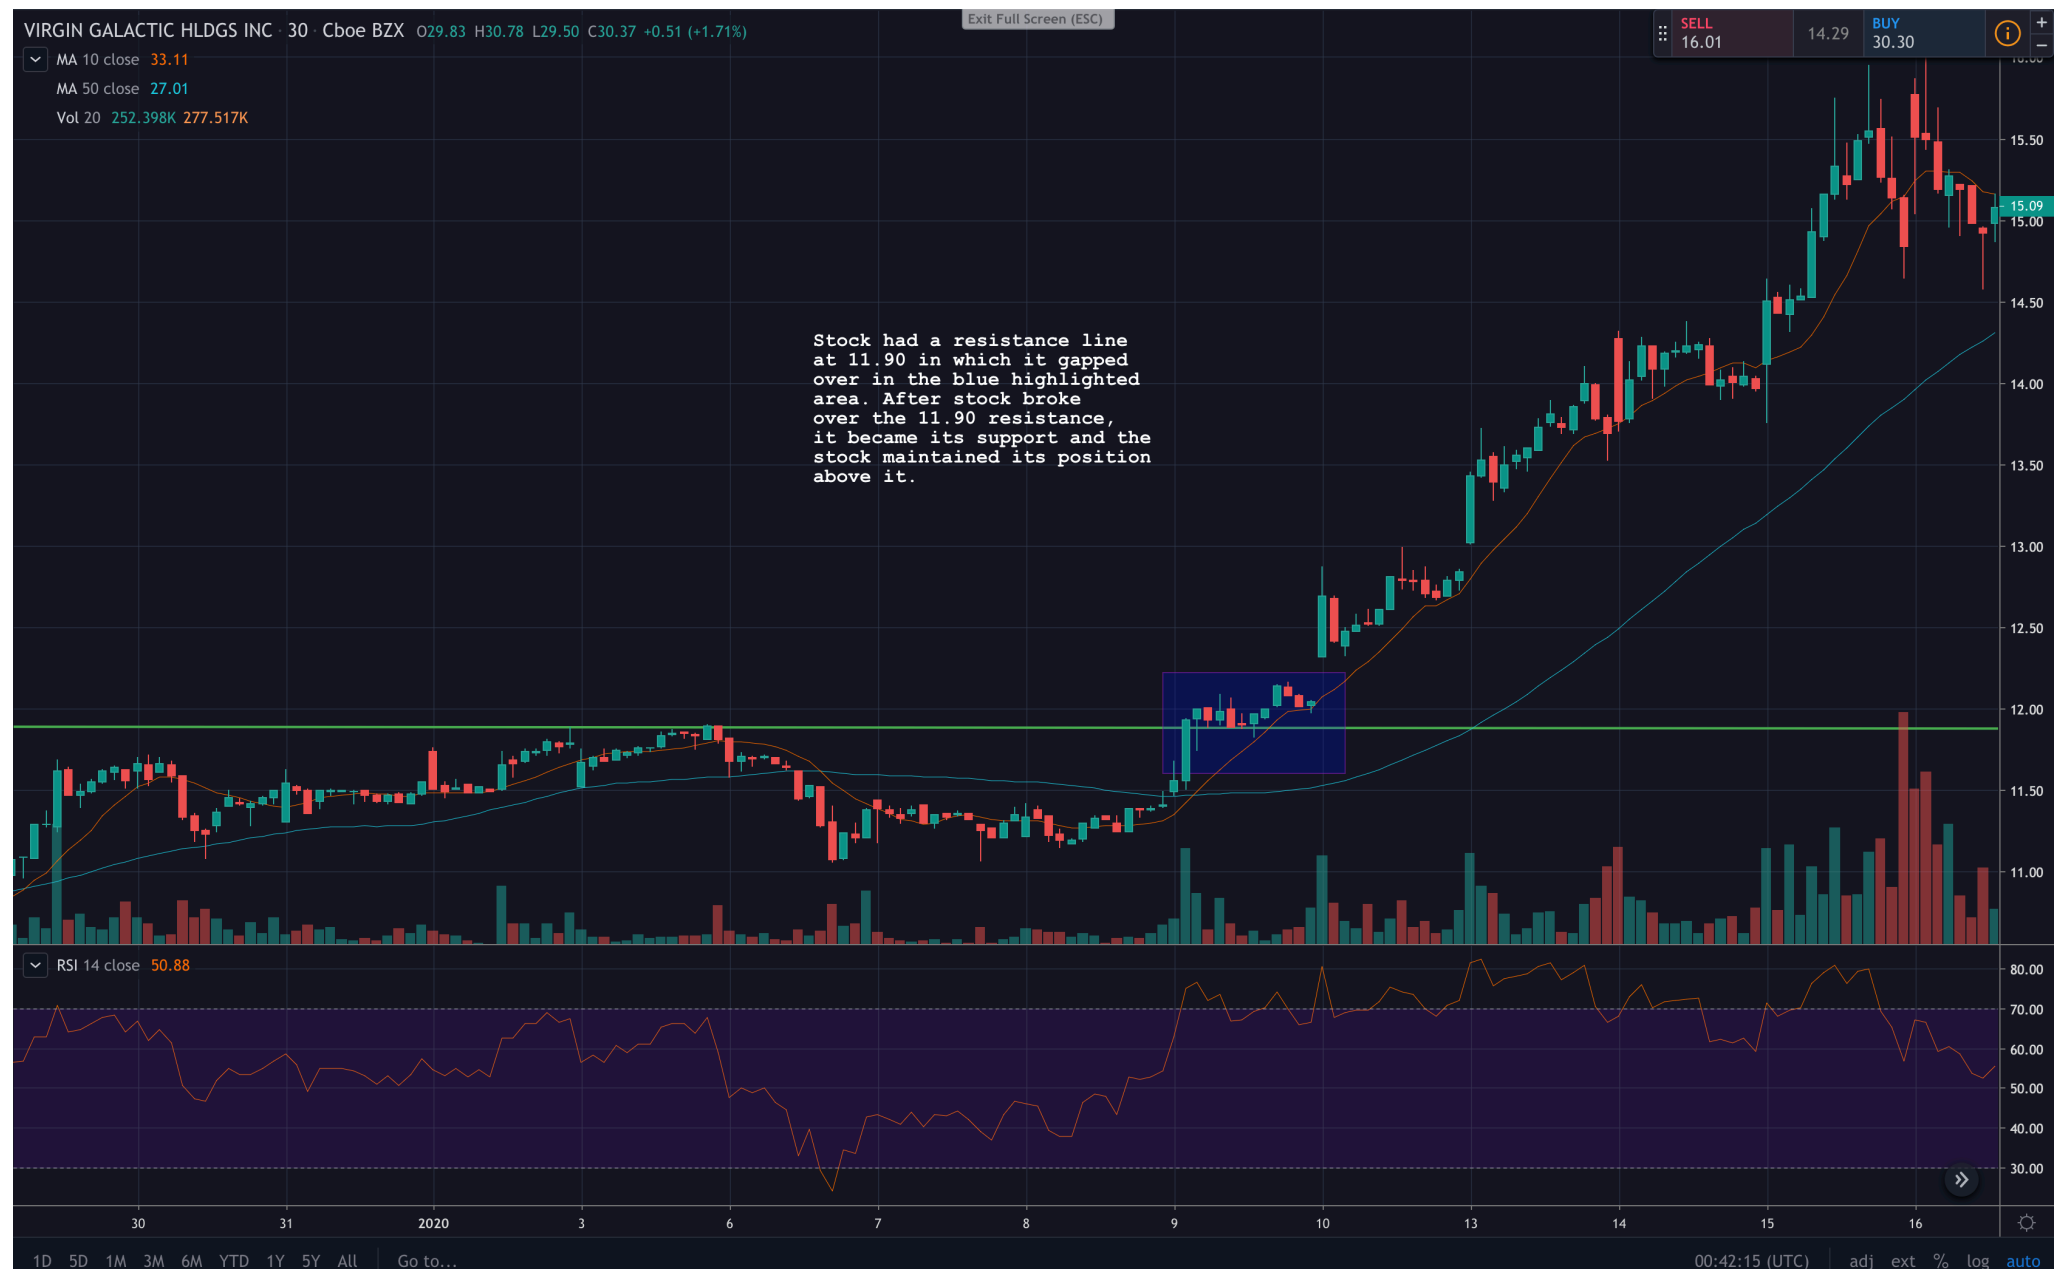 Exit Full Screen (ESC)
VIRGIN GALACTIC HLDGS INC · 30 · Cboe BZX O29.83 H30.78 L29.50 C30.37 +0.51 (+1.71%)
SELL
16.01
14.29
BUY
30.30
MA 10 close 33.11
MA 50 close 27.01
Vol 20 252.398K 277.517K
Stock had a resistance line
at 11.90 in which it gapped
over in the blue highlighted
area. After stock broke
over the 11.90 resistance,
it became its support and the
stock maintained its position
above it.
16.00
15.50
15.09
15.00
14.50
14.00
13.50
13.00
12.50
12.00
11.50
11.00
RSI 14 close 50.88
80.00
70.00
60.00
50.00
40.00
30.00
30 31 2020 3 6 7 8 9 10 13 14 15 16
1D 5D 1M 3M 6M YTD 1Y 5Y All Go to... 00:42:15 (UTC) adj ext % log auto